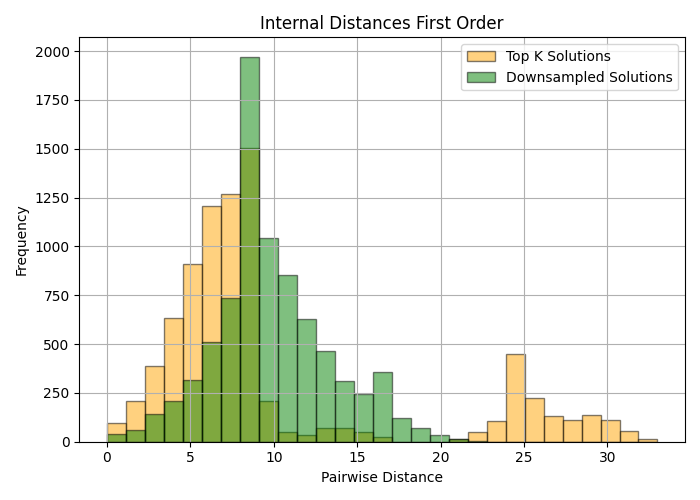 Internal Distances First Order
Top K Solutions
Downsampled Solutions
Frequency
2000
1750
1500
1250
1000
750
500
250
0
0 5 10 15 20 25 30
Pairwise Distance